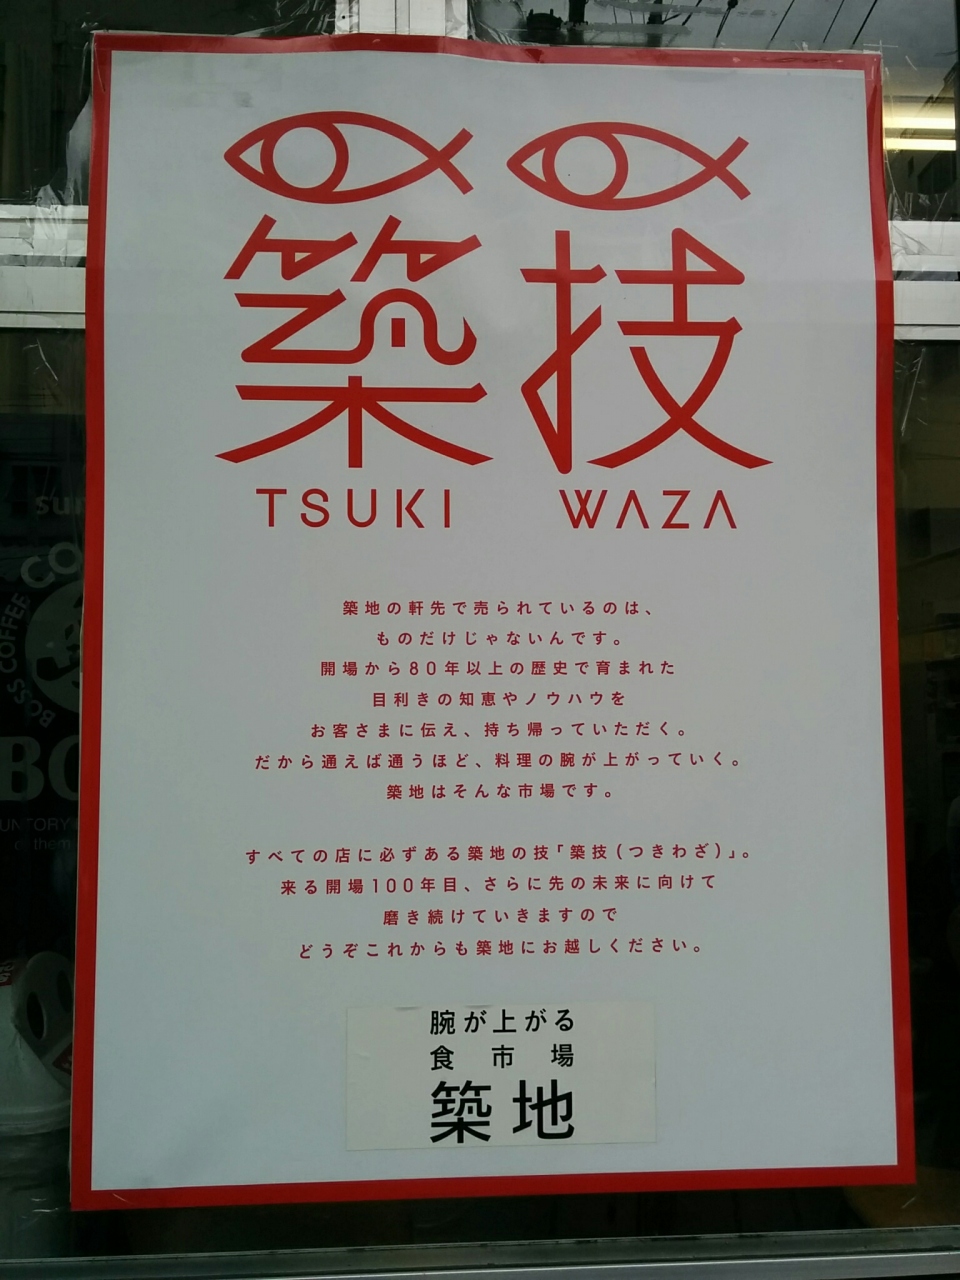 築技
TSUKI WAZA
築地の軒先で売られているのは、
ものだけじゃないんです。
開場から80年以上の歴史で育まれた
目利きの知恵やノウハウを
お客さまに伝え、持ち帰っていただく。
だから通えば通うほど、料理の腕が上がっていく。
築地はそんな市場です。
すべての店に必ずある築地の技「築技(つきわざ)」。
来る開場100年目、さらに先の未来に向けて
磨き続けていきますので
どうぞこれからも築地にお越しください。
腕が上がる
食市場
築地
BOSS COFFEE